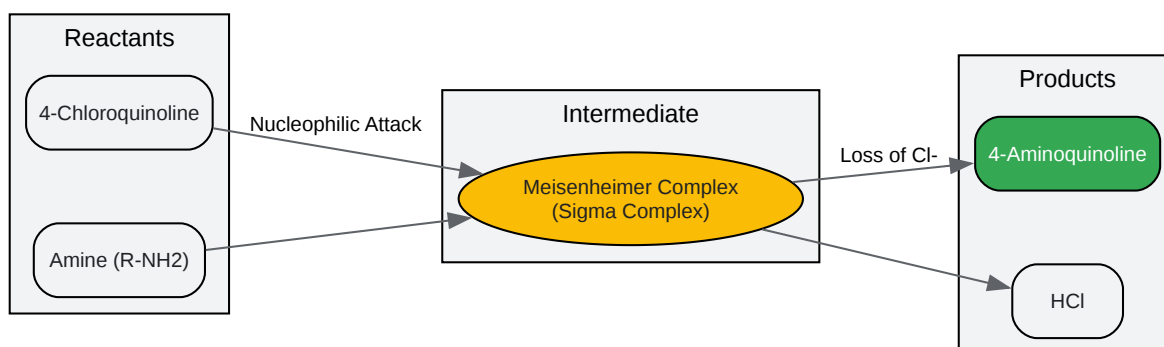 Reactants
4-Chloroquinoline
Amine (R-NH2)
Nucleophilic Attack
Intermediate
Meisenheimer Complex
(Sigma Complex)
Loss of Cl-
Products
4-Aminoquinoline
HCl